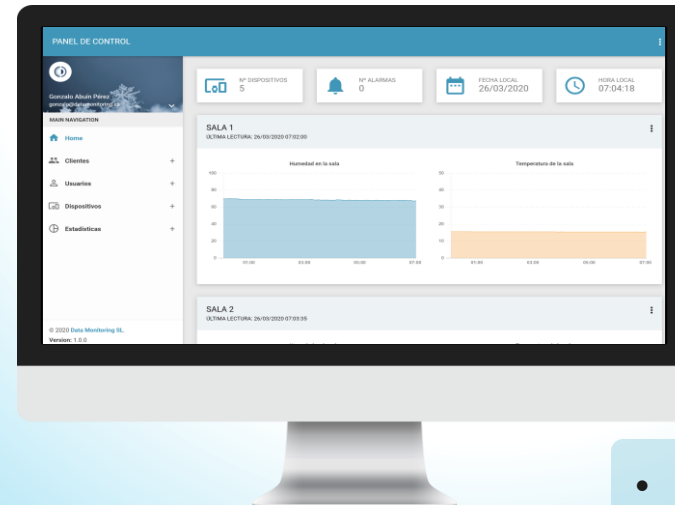 PANEL DE CONTROL
Gonzalo Abuín Pérez
MAIN NAVIGATION
Home
Clientes +
Usuarios +
Dispositivos +
Estadísticas +
© 2020 Data Monitoring SL.
Version: 1.0.0
Nº DISPOSITIVOS
5
Nº ALARMAS
0
FECHA LOCAL
26/03/2020
HORA LOCAL
07:04:18
SALA 1
ÚLTIMA LECTURA: 26/03/2020 07:02:00
Humedad en la sala
100
80
60
40
20
0
01:00 03:00 05:00 07:00
Temperatura de la sala
50
40
30
20
10
0
01:00 03:00 05:00 07:00
SALA 2
ÚLTIMA LECTURA: 26/03/2020 07:03:35